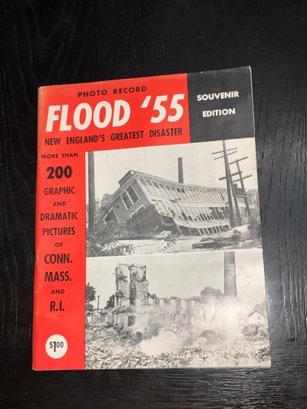 PHOTO RECORD
FLOOD '55
NEW ENGLAND'S GREATEST DISASTER
SOUVENIR
EDITION
MORE THAN
200
GRAPHIC
AND
DRAMATIC
PICTURES
OF
CONN.
MASS.
AND
R.I.
$1.00